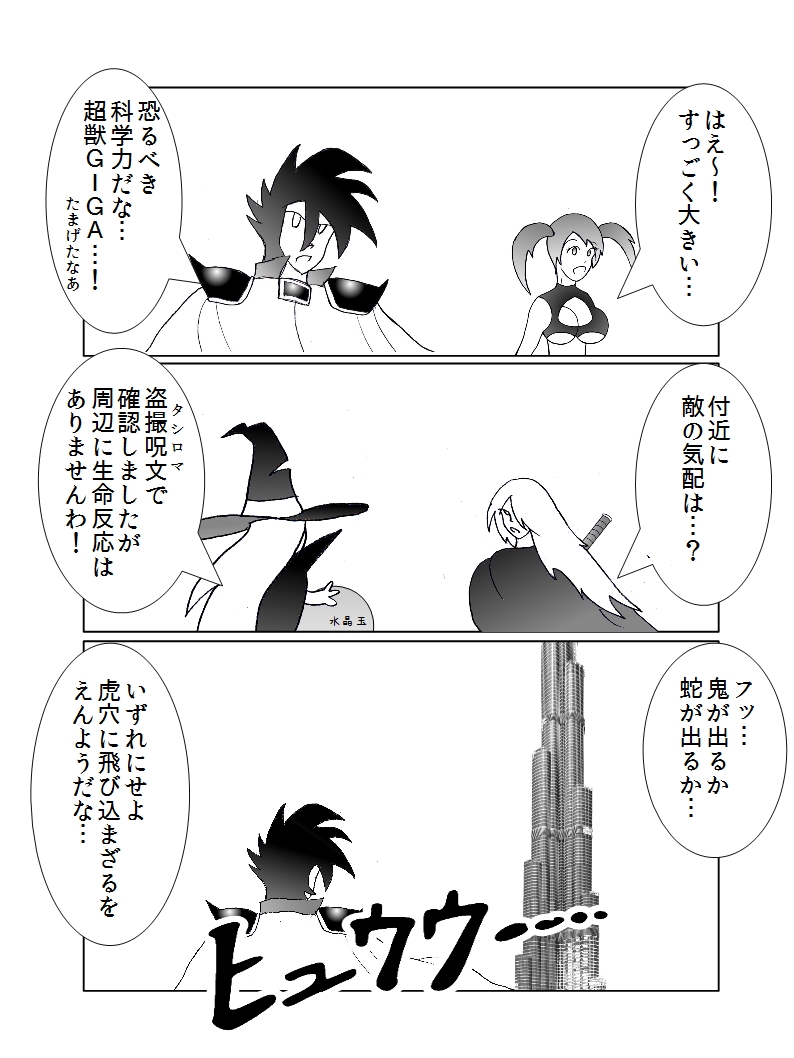 はえ～！
すっごく大きい…
恐るべき
科学力だな…
超獣ＧＩＧＡ…！
たまげたなあ
付近に
敵の気配は…？
タシロマ
盗撮呪文で
確認しましたが
周辺に生命反応は
ありませんわ！
水晶玉
フッ…
鬼が出るか
蛇が出るか…
いずれにせよ
虎穴に飛び込まざるを
えんようだな…
ヒュウウー‥‥